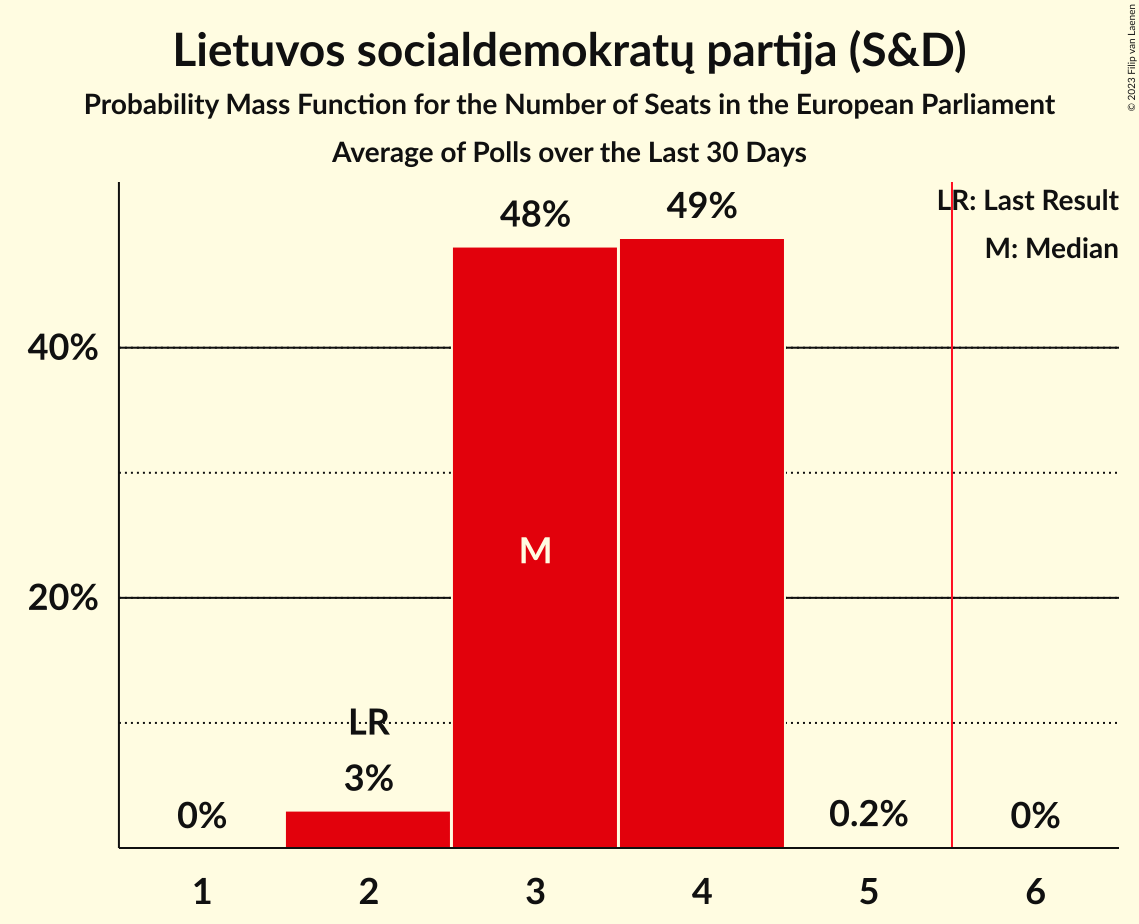 Lietuvos socialdemokratų partija (S&D)
Probability Mass Function for the Number of Seats in the European Parliament
Average of Polls over the Last 30 Days
© 2023 Filip van Laenen
LR: Last Result
M: Median
48%
49%
40%
M
20%
LR
3%
0%
0.2%
0%
1 2 3 4 5 6